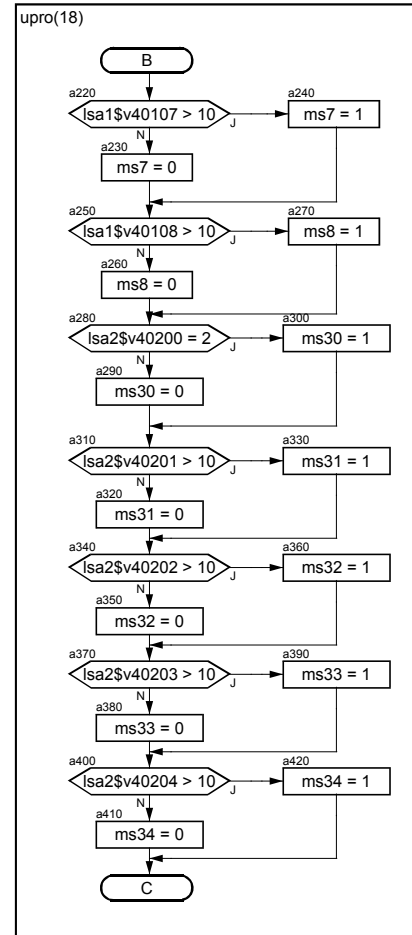 upro(18)
B
a220
lsa1$v40107 > 10
J
N
a240
ms7 = 1
a230
ms7 = 0
a250
lsa1$v40108 > 10
J
N
a270
ms8 = 1
a260
ms8 = 0
a280
lsa2$v40200 = 2
J
N
a300
ms30 = 1
a290
ms30 = 0
a310
lsa2$v40201 > 10
J
N
a330
ms31 = 1
a320
ms31 = 0
a340
lsa2$v40202 > 10
J
N
a360
ms32 = 1
a350
ms32 = 0
a370
lsa2$v40203 > 10
J
N
a390
ms33 = 1
a380
ms33 = 0
a400
lsa2$v40204 > 10
J
N
a420
ms34 = 1
a410
ms34 = 0
C